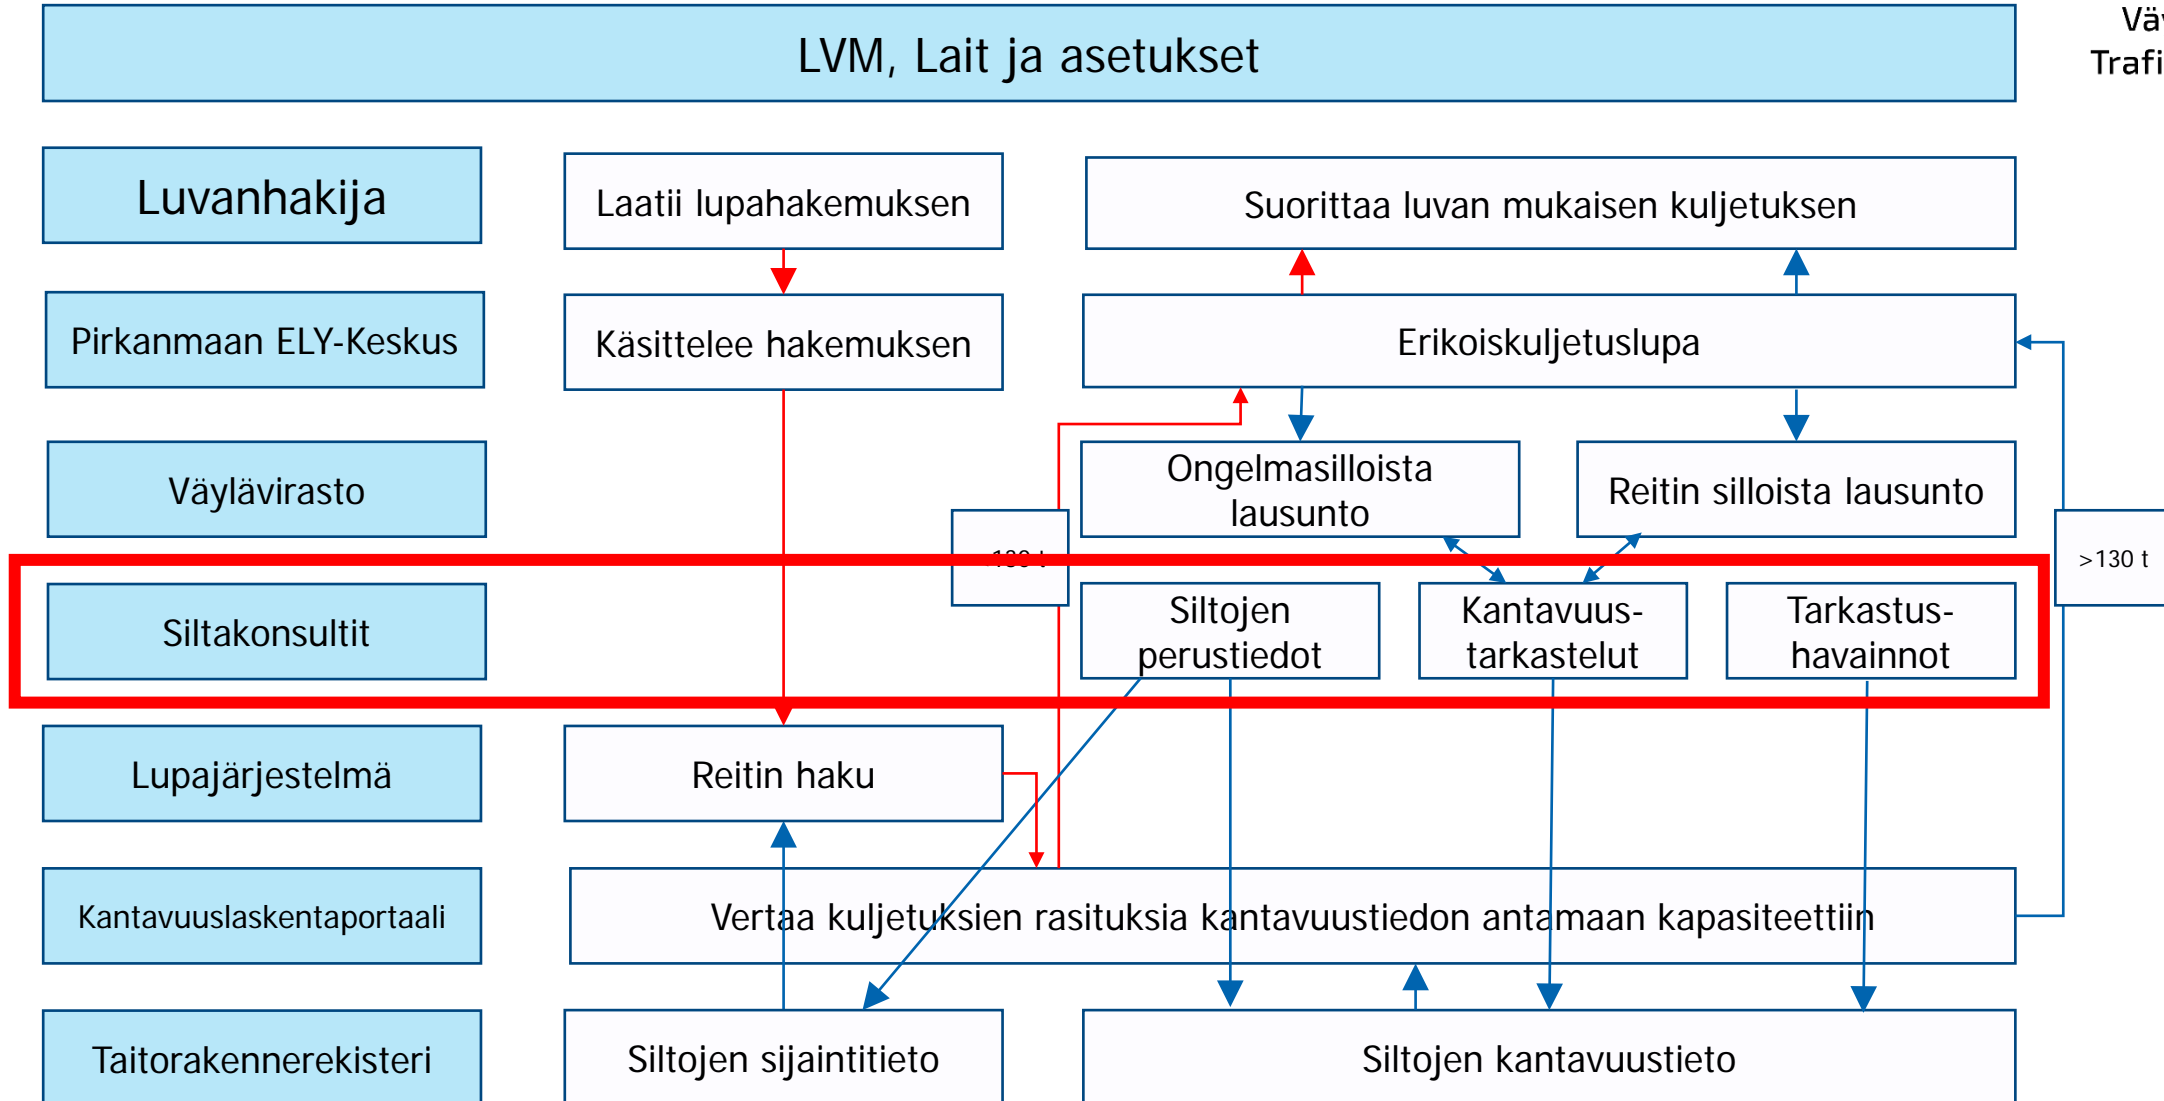 LVM, Lait ja asetukset
Trafi
Luvanhakija
Laatii lupahakemuksen
Suorittaa luvan mukaisen kuljetuksen
Pirkanmaan ELY-Keskus
Käsittelee hakemuksen
Erikoiskuljetuslupa
Väylävirasto
Ongelmasilloista
lausunto
Reitin silloista lausunto
>130 t
Siltakonsultit
Siltojen
perustiedot
Kantavuus-
tarkastelut
Tarkastus-
havainnot
Lupajärjestelmä
Reitin haku
Kantavuuslaskentaportaali
Vertaa kuljetuksien rasituksia kantavuustiedon antamaan kapasiteettiin
Taitorakennerekisteri
Siltojen sijaintitieto
Siltojen kantavuustieto